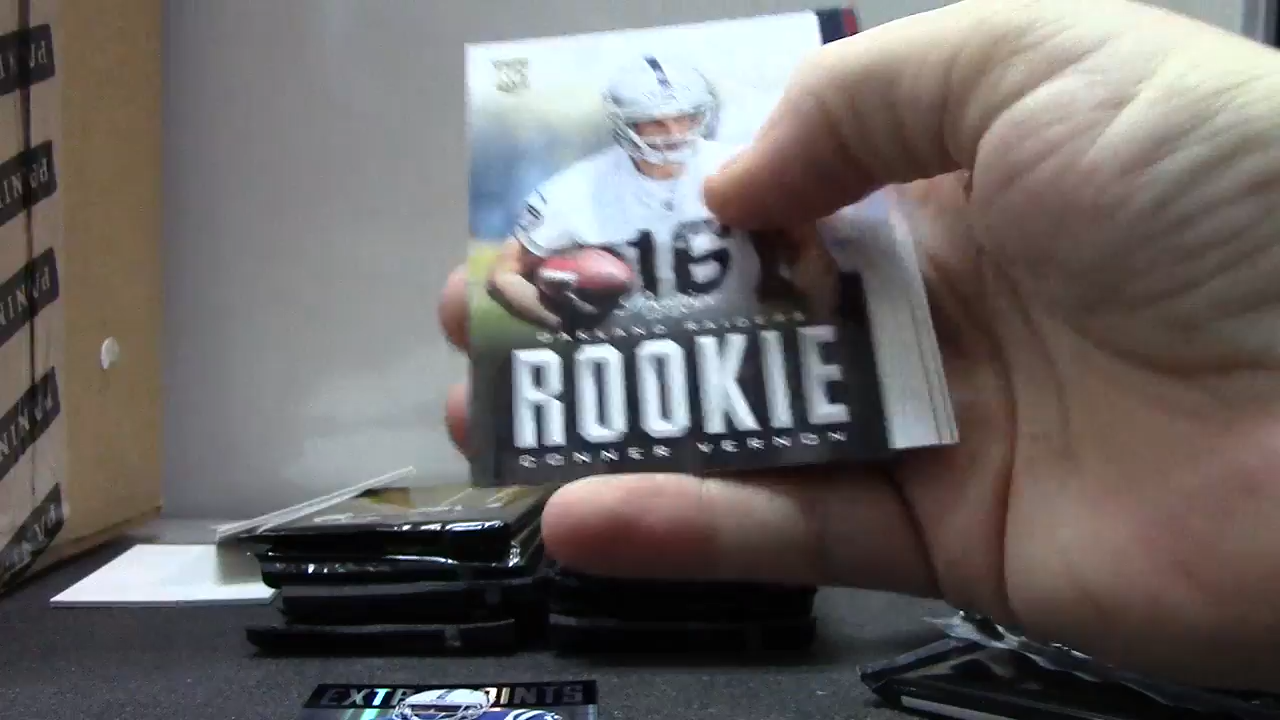 16
OAKLAND RAIDERS
ROOKIE
CONNER VERNON
EXTRA POINTS